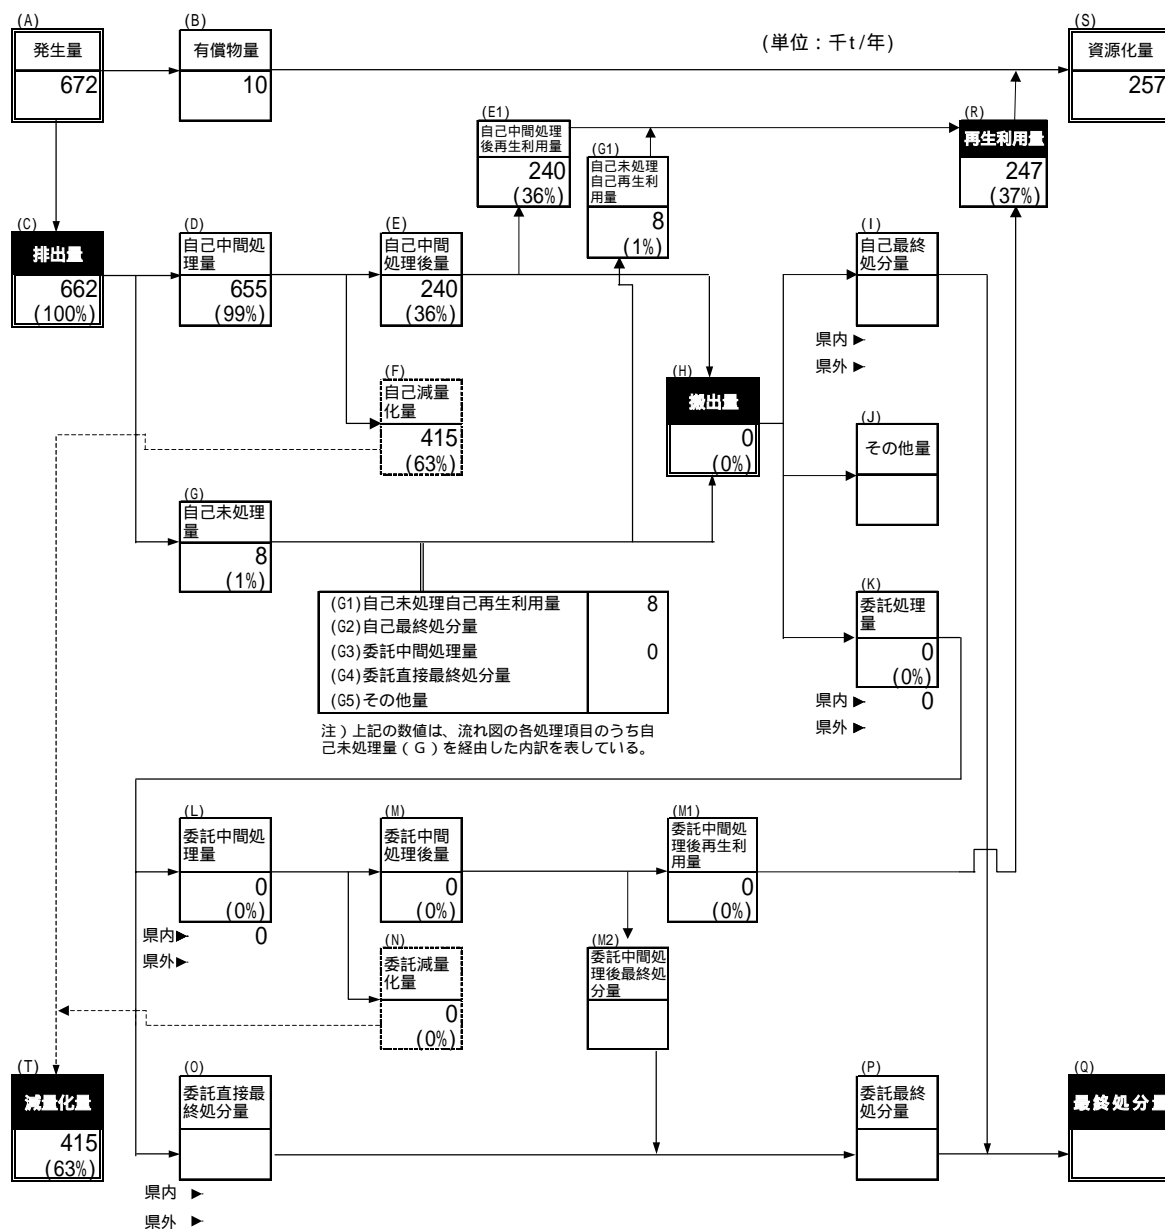 (A)
発生量
672
(B)
有償物量
10
(単位：千t/年)
(S)
資源化量
257
(E1)
自己中間処理
後再生利用量
240
(36%)
(G1)
自己未処理
自己再生利
用量
8
(1%)
(R)
再生利用量
247
(37%)
(C)
排出量
662
(100%)
(D)
自己中間処
理量
655
(99%)
(E)
自己中間
処理後量
240
(36%)
(I)
自己最終
処分量
県内►
県外►
(F)
自己減量
化量
415
(63%)
(H)
搬出量
0
(0%)
(J)
その他量
(G)
自己未処理
量
8
(1%)
(G1)自己未処理自己再生利用量 8
(G2)自己最終処分量
(G3)委託中間処理量 0
(G4)委託直接最終処分量
(G5)その他量
注）上記の数値は、流れ図の各処理項目のうち自
己未処理量（G）を経由した内訳を表している。
(K)
委託処理
量
0
(0%)
県内► 0
県外►
(L)
委託中間処
理量
0
(0%)
県内► 0
県外►
(M)
委託中間
処理後量
0
(0%)
(M1)
委託中間処
理後再生利
用量
0
(0%)
(N)
委託減量
化量
0
(0%)
(M2)
委託中間処
理後最終処
分量
(T)
減量化量
415
(63%)
(O)
委託直接最
終処分量
県内 ►
県外 ►
(P)
委託最終
処分量
(Q)
最終処分量